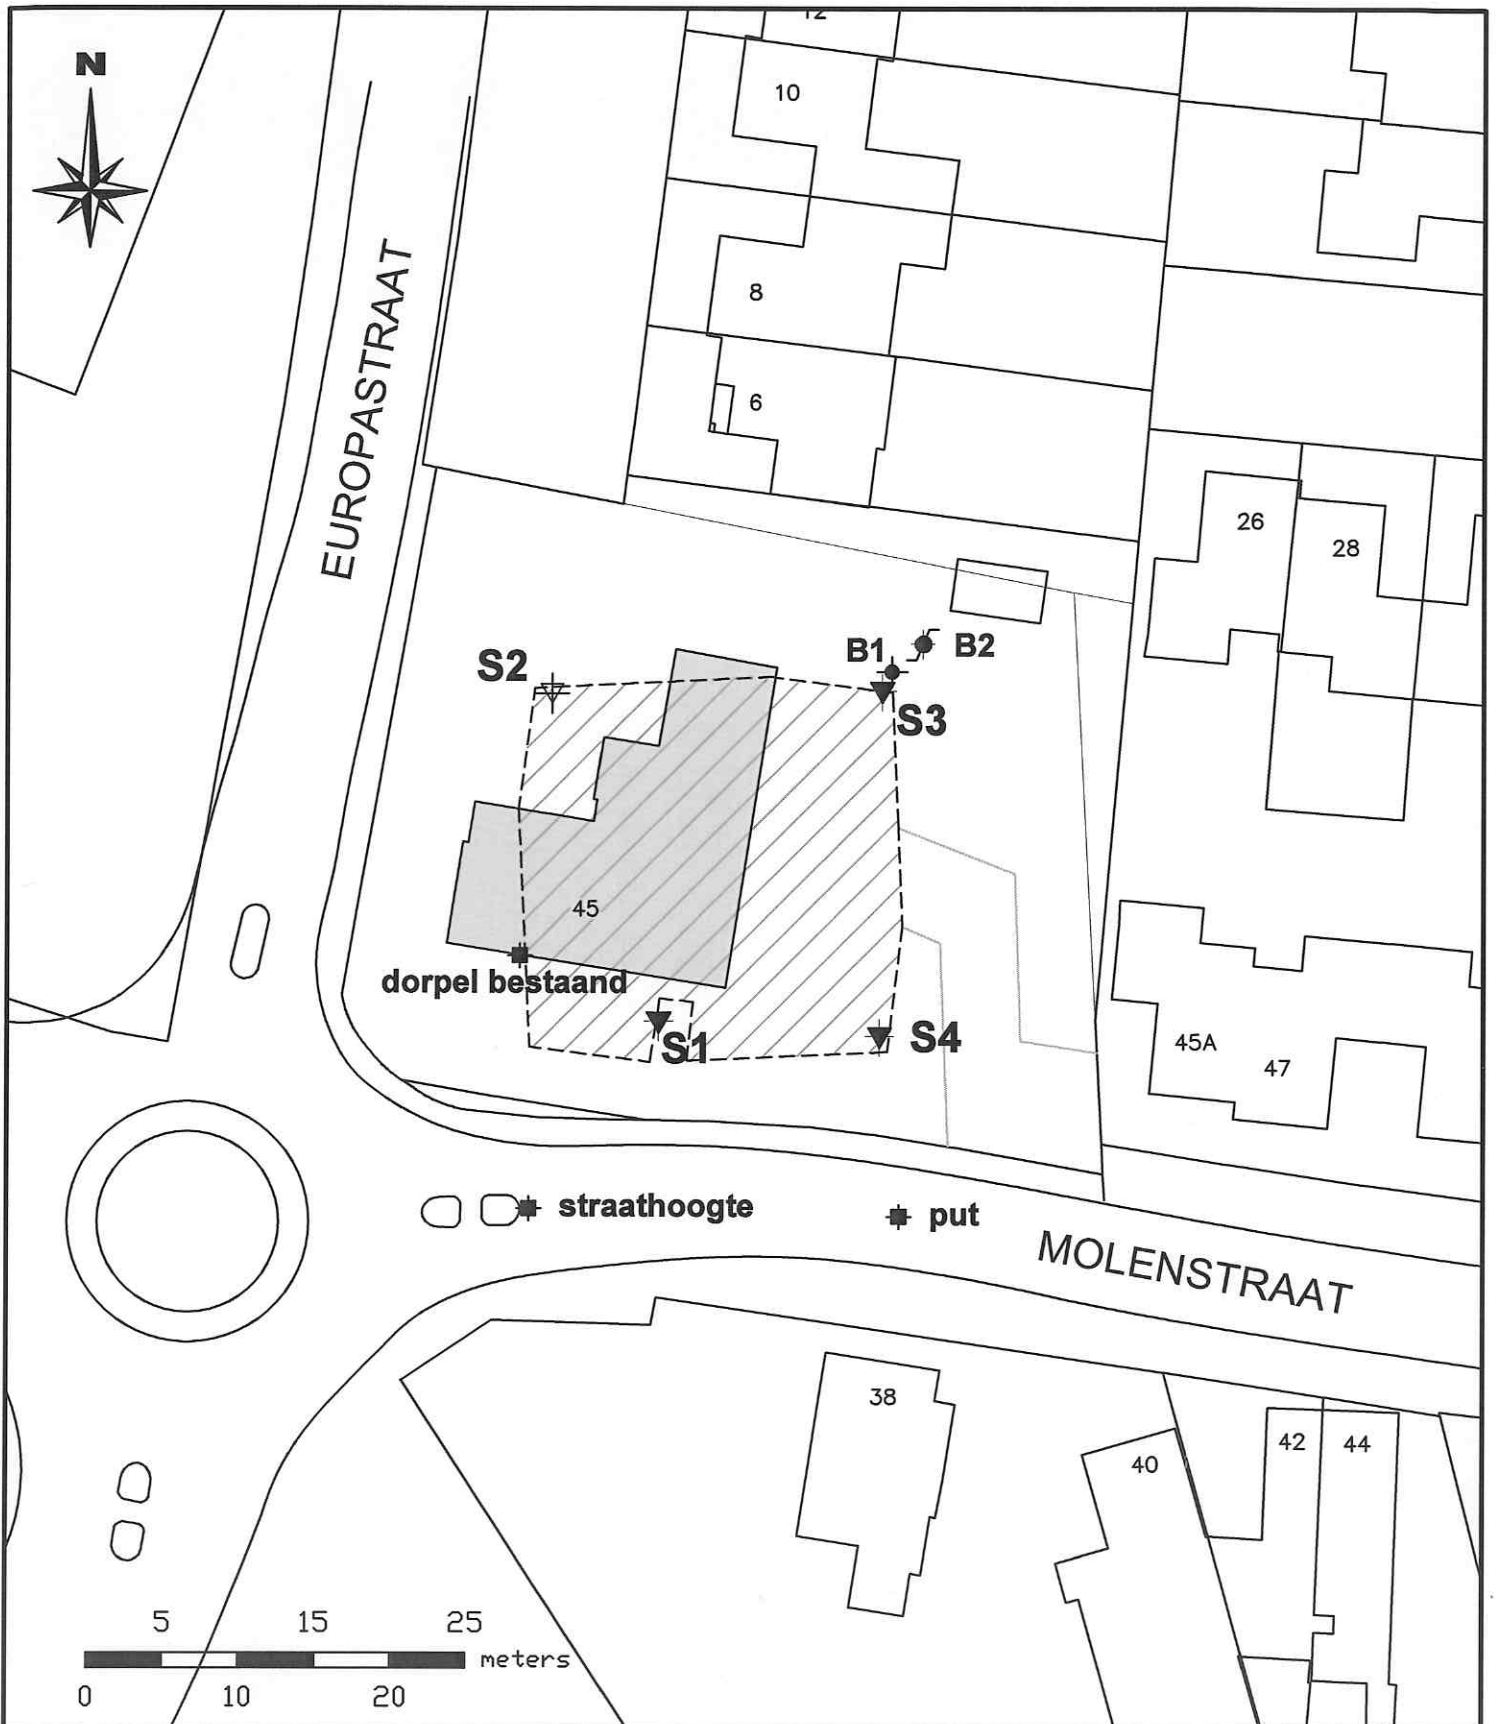 12
N
10
EUROPASTRAAT
8
6
26
28
B1
B2
S2
S3
45
dorpel bestaand
S1
S4
45A
47
straathoogte
put
MOLENSTRAAT
38
40
42
44
5 15 25
meters
0 10 20